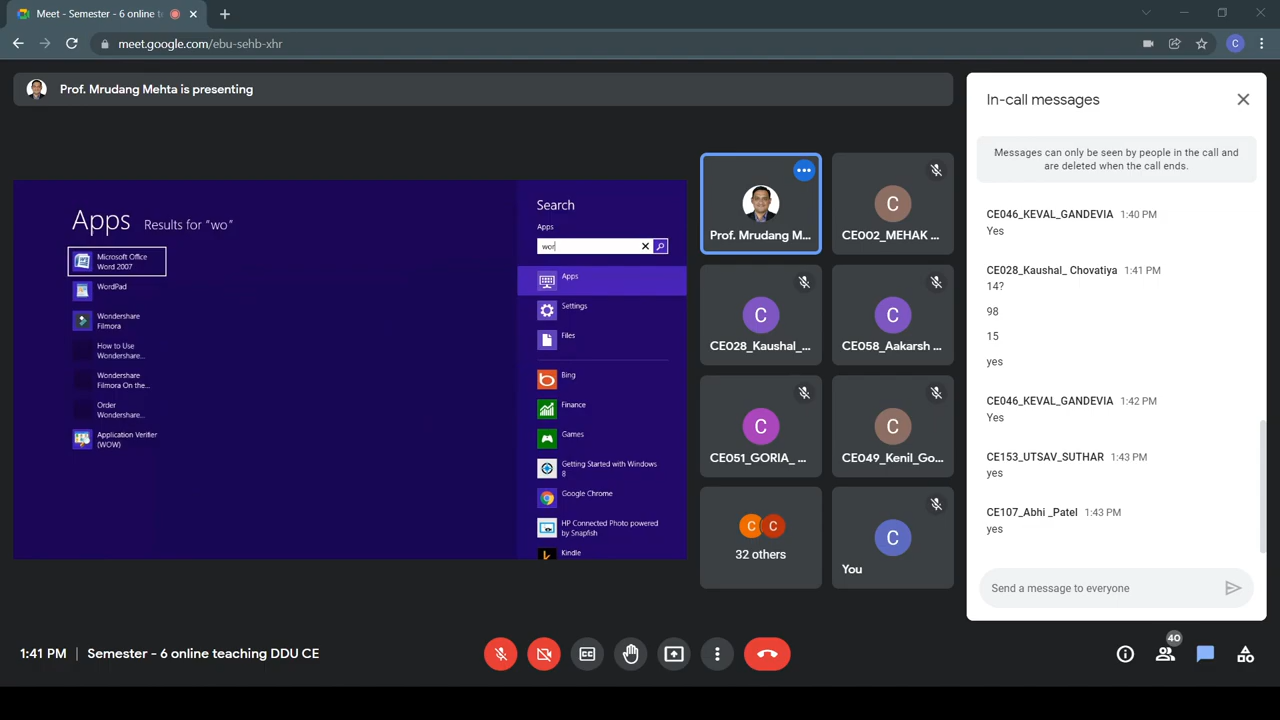 Meet - Semester - 6 online t
meet.google.com/ebu-sehb-xhr
C
Prof. Mrudang Mehta is presenting
Apps Results for "wo"
Microsoft Office
Word 2007
WordPad
Wondershare
Filmora
How to Use
Wondershare...
Wondershare
Filmora On the...
Order
Wondershare...
Application Verifier
(WOW)
Search
Apps
wor
Apps
Settings
Files
Bing
Finance
Games
Getting Started with Windows
8
Google Chrome
HP Connected Photo powered
by Snapfish
Kindle
Prof. Mrudang M...
C
CE002_MEHAK ...
C
CE028_Kaushal_...
C
CE058_Aakarsh ...
C
CE051_GORIA_ ...
C
CE049_Kenil_Go...
C C
32 others
C
You
In-call messages
Messages can only be seen by people in the call and
are deleted when the call ends.
CE046_KEVAL_GANDEVIA 1:40 PM
Yes
CE028_Kaushal_ Chovatiya 1:41 PM
14?
98
15
yes
CE046_KEVAL_GANDEVIA 1:42 PM
Yes
CE153_UTSAV_SUTHAR 1:43 PM
yes
CE107_Abhi _Patel 1:43 PM
yes
Send a message to everyone
1:41 PM | Semester - 6 online teaching DDU CE
40